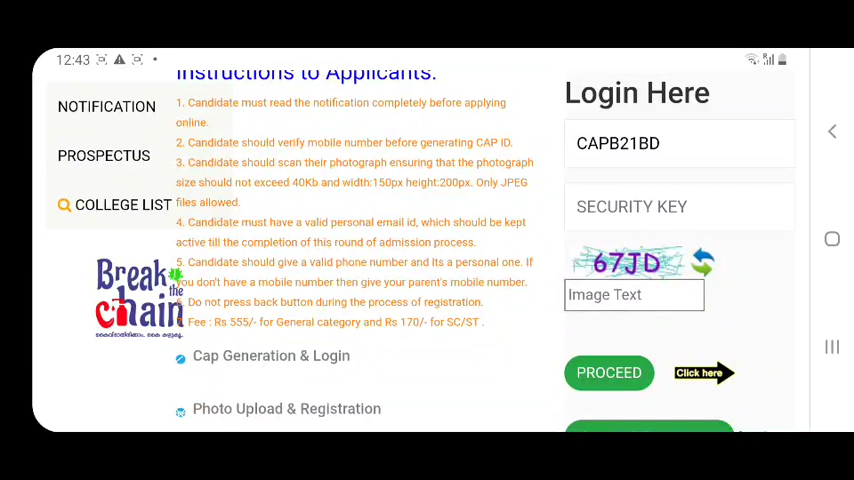 12:43
NOTIFICATION
PROSPECTUS
COLLEGE LIST
Break
the
chain
കൈവിടാതിരിക്കാം, കൈ കഴുകൂ.
Instructions to Applicants:
1. Candidate must read the notification completely before applying
online.
2. Candidate should verify mobile number before generating CAP ID.
3. Candidate should scan their photograph ensuring that the photograph
size should not exceed 40Kb and width:150px height:200px. Only JPEG
files allowed.
4. Candidate must have a valid personal email id, which should be kept
active till the completion of this round of admission process.
5. Candidate should give a valid phone number and Its a personal one. If
you don't have a mobile number then give your parent's mobile number.
6. Do not press back button during the process of registration.
7. Fee : Rs 555/- for General category and Rs 170/- for SC/ST .
Cap Generation & Login
Photo Upload & Registration
Login Here
CAPB21BD
SECURITY KEY
67JD
Image Text
PROCEED
Click here